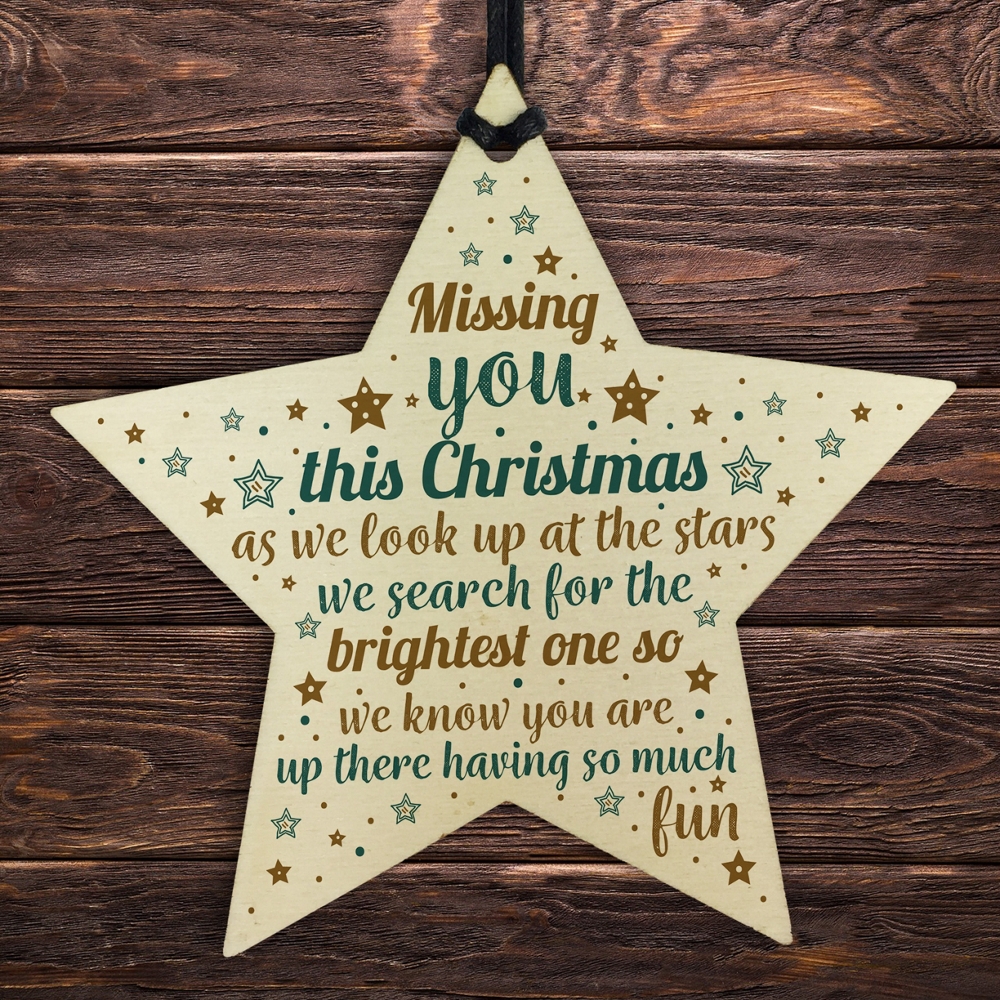 Missing
you
this Christmas
as we look up at the stars
we search for the
brightest one so
we know you are
up there having so much
fun